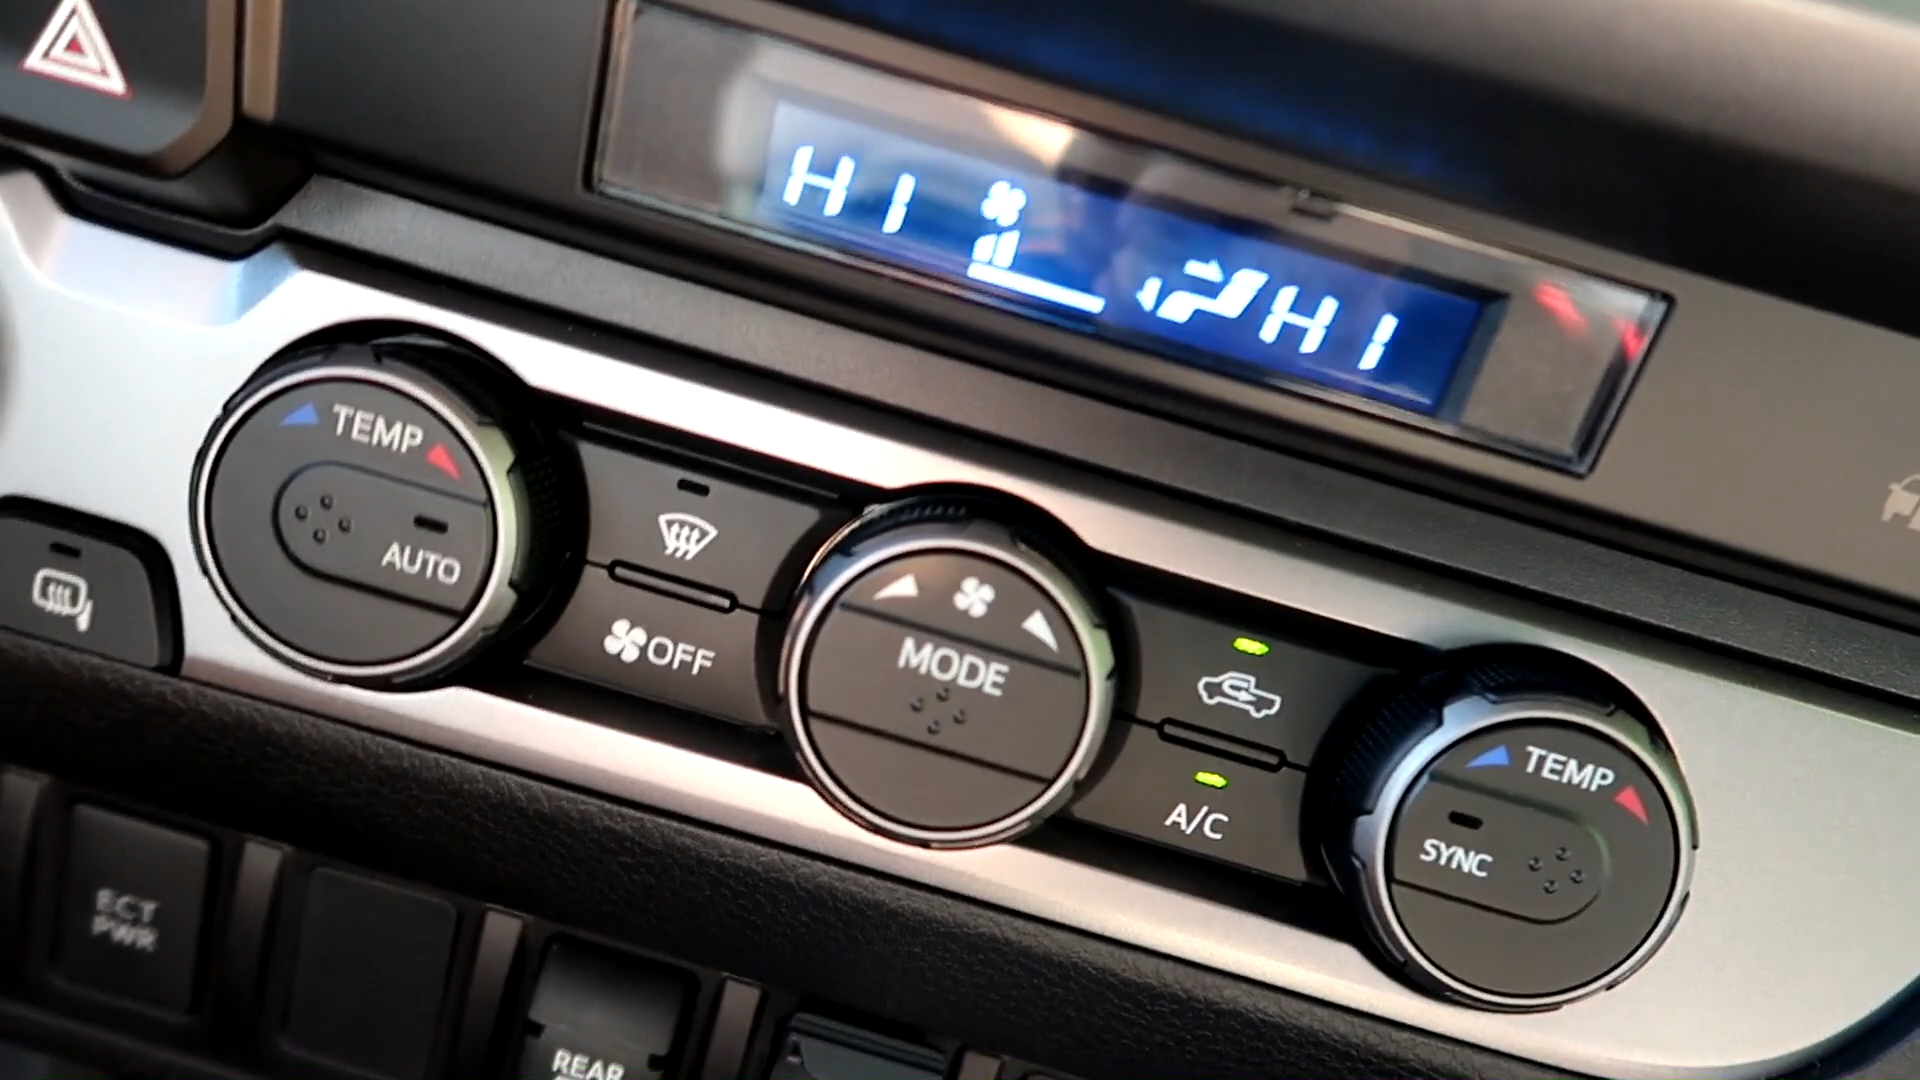 HI HI
TEMP
AUTO
OFF
MODE
A/C
TEMP
SYNC
ECT
PWR
REAR